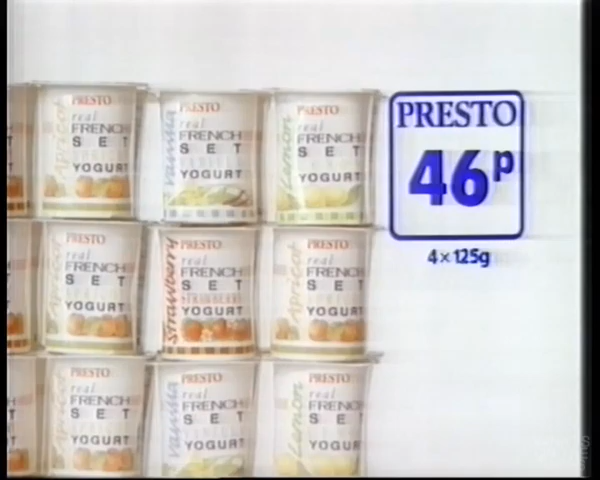 PRESTO
real
FRENCH
SET
YOGURT
Apricot
PRESTO
real
FRENCH
SET
YOGURT
Vanilla
PRESTO
real
FRENCH
SET
YOGURT
Lemon
PRESTO
46p
4×125g
PRESTO
real
FRENCH
SET
YOGURT
Apricot
PRESTO
real
FRENCH
SET
STRAWBERRY
YOGURT
Strawberry
PRESTO
real
FRENCH
SET
YOGURT
Apricot
PRESTO
real
FRENCH
SET
YOGURT
Apricot
PRESTO
real
FRENCH
SET
YOGURT
Vanilla
PRESTO
real
FRENCH
SET
YOGURT
Lemon